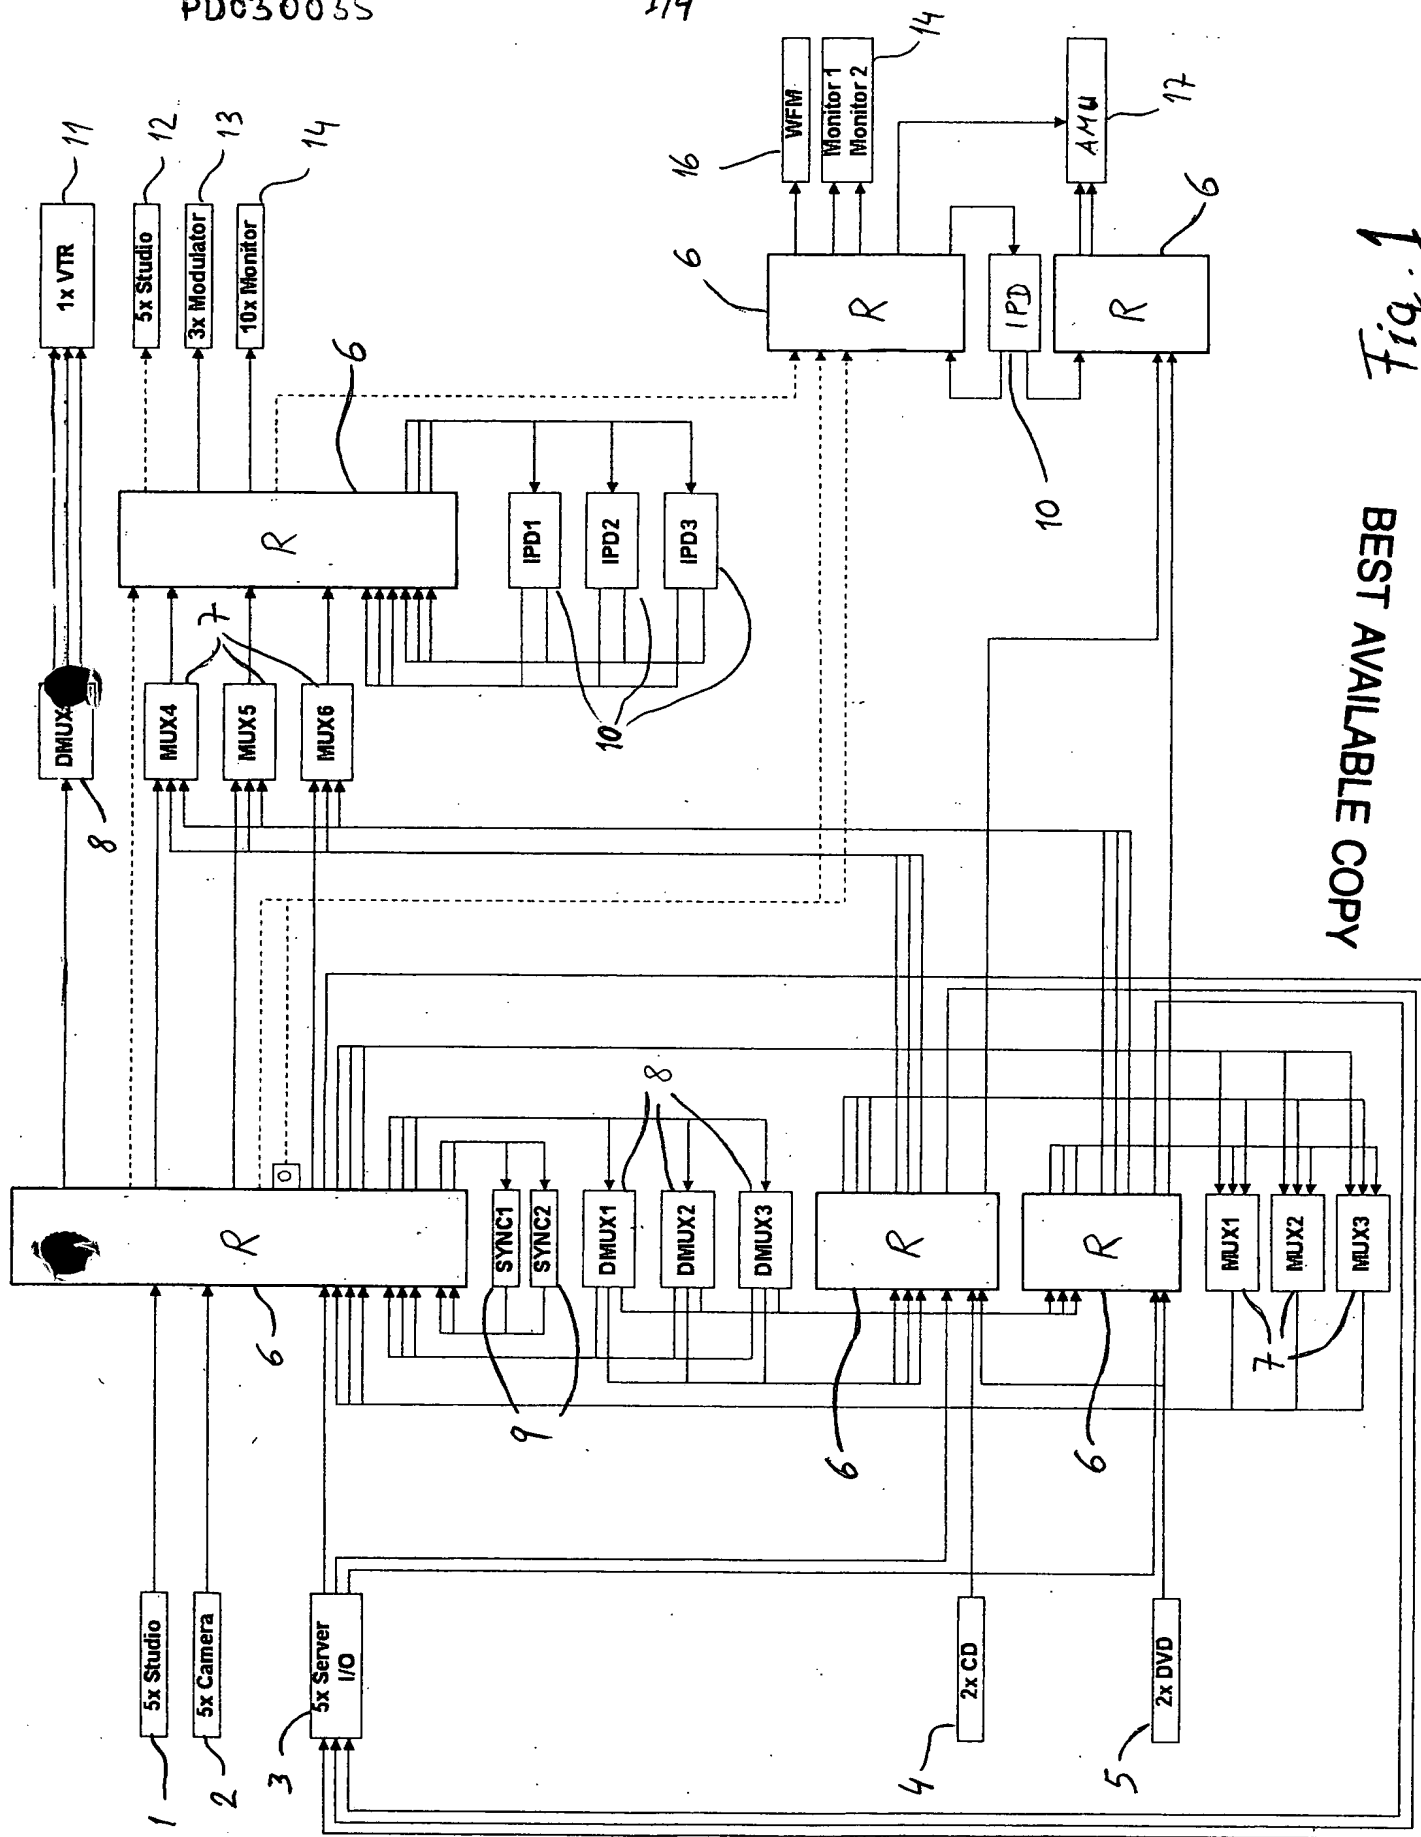 PD030035
1/4
11
1x VTR
12
5x Studio
13
3x Modulator
14
10x Monitor
14
16
WFM
Monitor 1
Monitor 2
AMU
17
6
R
6
R
IPD
10
6
R
IPD1
IPD2
IPD3
10
DMUX
8
7
MUX4
MUX5
MUX6
R
6
SYNC1
SYNC2
9
8
DMUX1
DMUX2
DMUX3
R
6
R
6
MUX1
MUX2
MUX3
7
5x Studio
1
5x Camera
2
5x Server
I/O
3
2x CD
4
2x DVD
5
Fig. 1
BEST AVAILABLE COPY